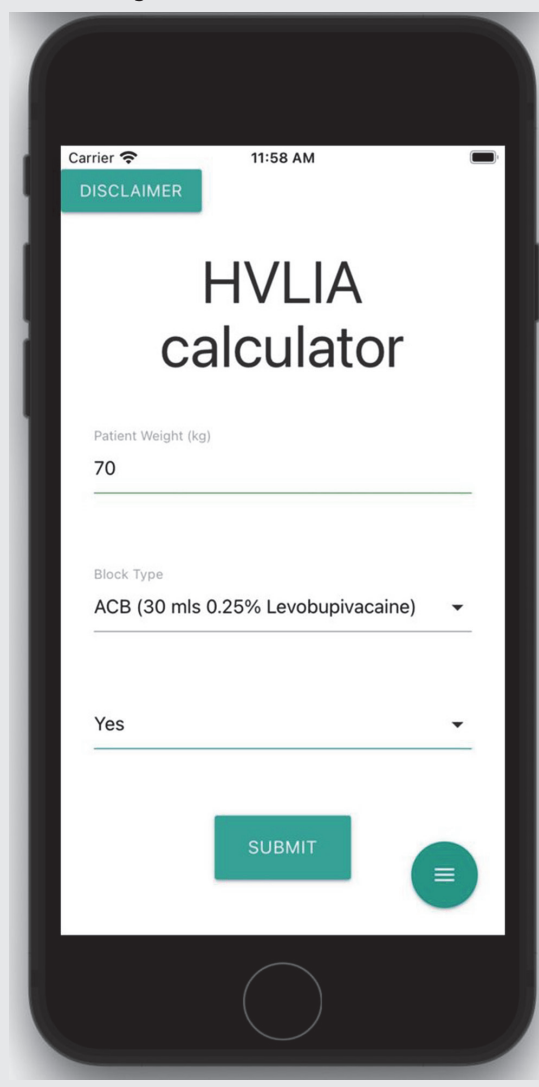 Carrier 11:58 AM
DISCLAIMER
HVLIA
calculator
Patient Weight (kg)
70
Block Type
ACB (30 mls 0.25% Levobupivacaine)
Yes
SUBMIT